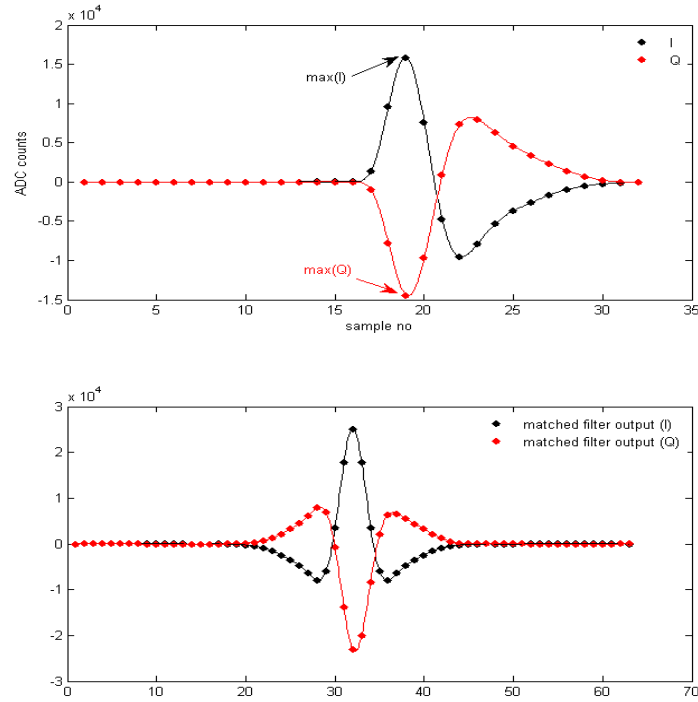 x 10^4
2
1.5
1
0.5
0
-0.5
-1
-1.5
ADC counts
max(I)
max(Q)
I
Q
0 5 10 15 20 25 30 35
sample no
x 10^4
3
2
1
0
-1
-2
-3
matched filter output (I)
matched filter output (Q)
0 10 20 30 40 50 60 70